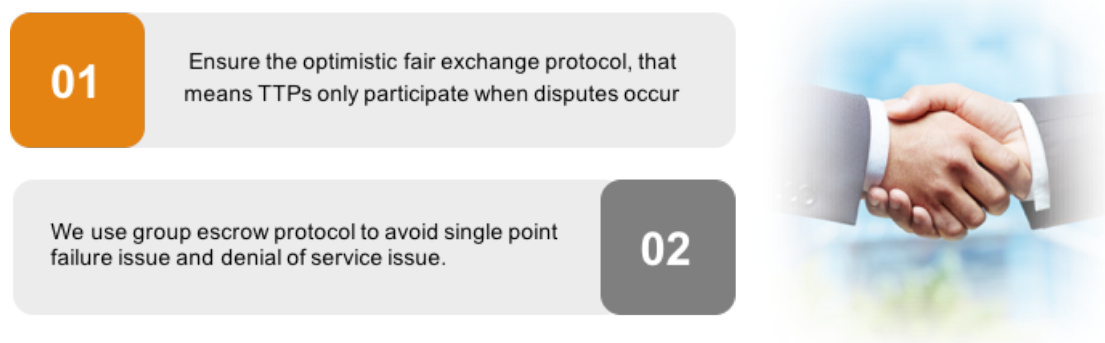 01
Ensure the optimistic fair exchange protocol, that
means TTPs only participate when disputes occur
We use group escrow protocol to avoid single point
failure issue and denial of service issue.
02